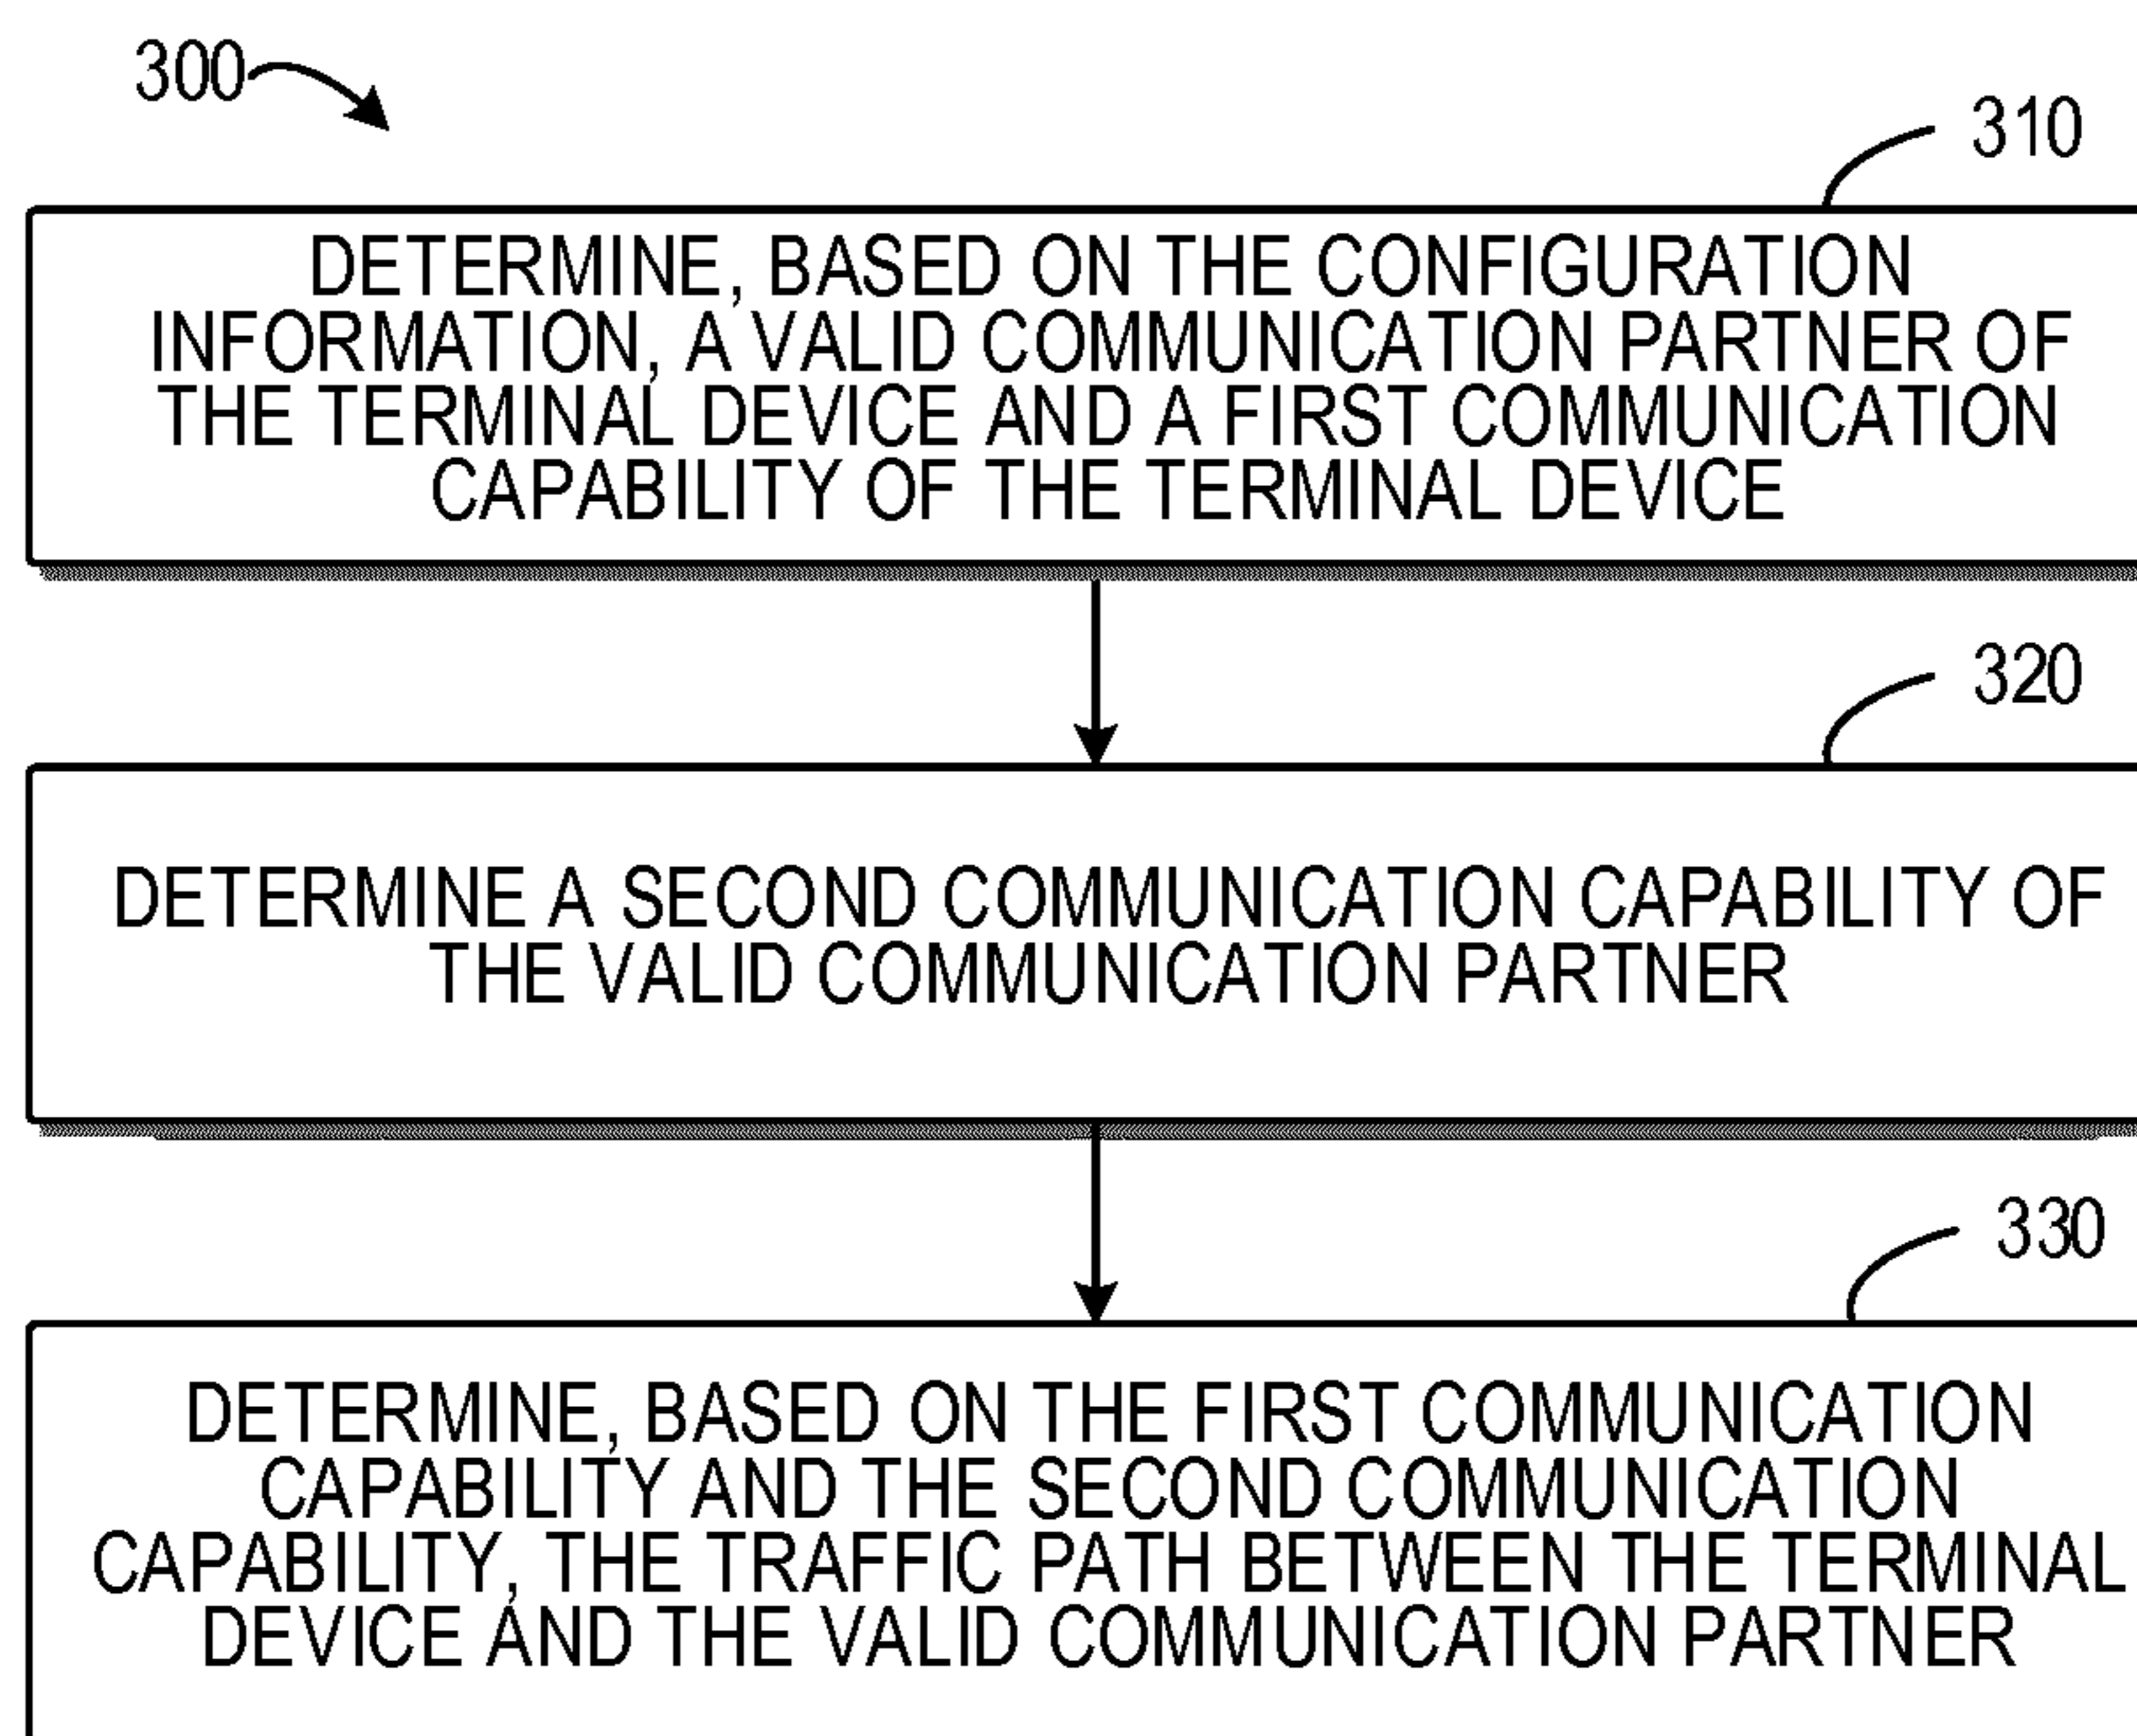 300
310
DETERMINE, BASED ON THE CONFIGURATION
INFORMATION, A VALID COMMUNICATION PARTNER OF
THE TERMINAL DEVICE AND A FIRST COMMUNICATION
CAPABILITY OF THE TERMINAL DEVICE
320
DETERMINE A SECOND COMMUNICATION CAPABILITY OF
THE VALID COMMUNICATION PARTNER
330
DETERMINE, BASED ON THE FIRST COMMUNICATION
CAPABILITY AND THE SECOND COMMUNICATION
CAPABILITY, THE TRAFFIC PATH BETWEEN THE TERMINAL
DEVICE AND THE VALID COMMUNICATION PARTNER